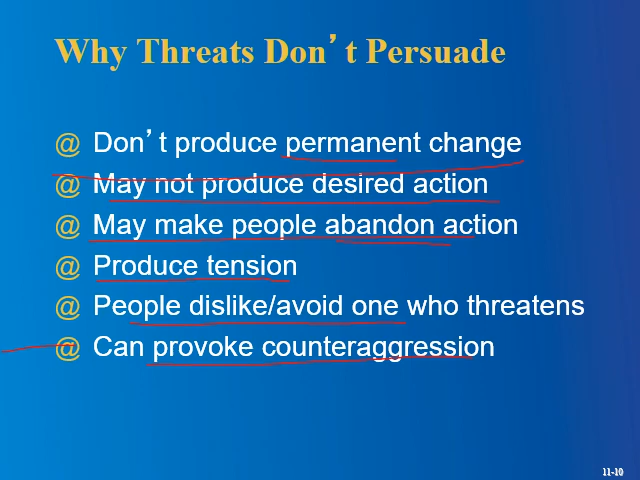 Why Threats Don’t Persuade
@ Don’t produce permanent change
@ May not produce desired action
@ May make people abandon action
@ Produce tension
@ People dislike/avoid one who threatens
@ Can provoke counteraggression
11-10